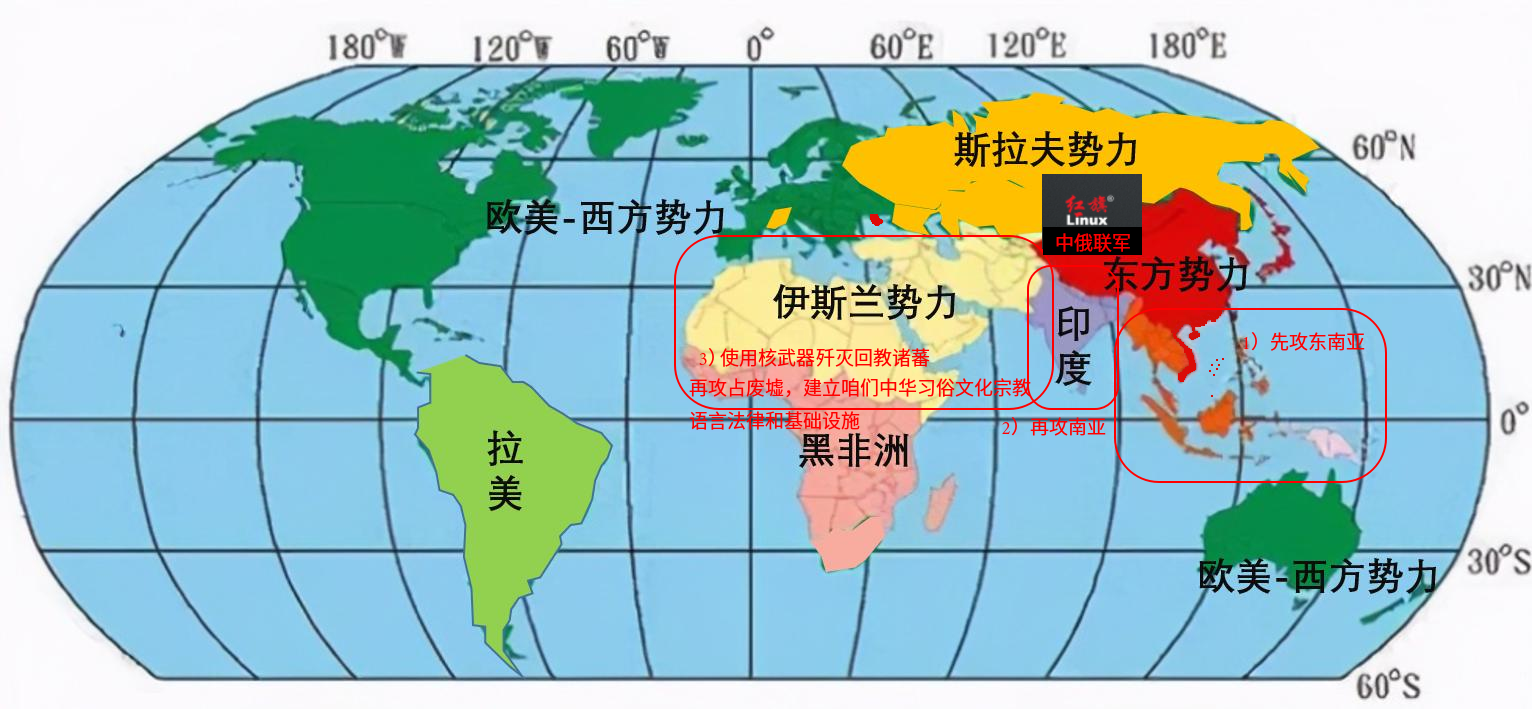 180°W 120°W 60°W 0° 60°E 120°E 180°E
60°N
斯拉夫势力
红旗®
Linux
中俄联军
欧美-西方势力
东方势力
30°N
伊斯兰势力
印度
1）先攻东南亚
3）使用核武器歼灭回教诸蕃
再攻占废墟，建立咱们中华习俗文化宗教
语言法律和基础设施
2）再攻南亚
0°
黑非洲
拉美
30°S
欧美-西方势力
60°S